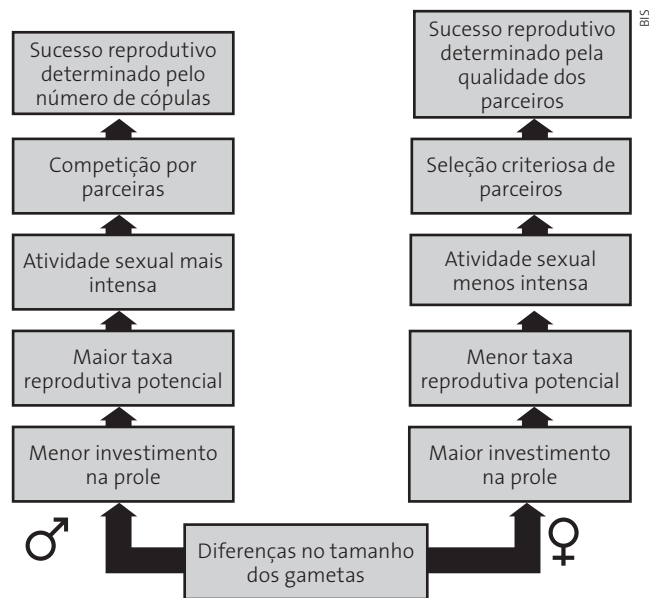 Sucesso reprodutivo
determinado pelo
número de cópulas
Competição por
parceiras
Atividade sexual mais
intensa
Maior taxa
reprodutiva potencial
Menor investimento
na prole
Sucesso reprodutivo
determinado pela
qualidade dos
parceiros
Seleção criteriosa de
parceiros
Atividade sexual
menos intensa
Menor taxa
reprodutiva potencial
Maior investimento
na prole
♂
Diferenças no tamanho
dos gametas
♀
BIS